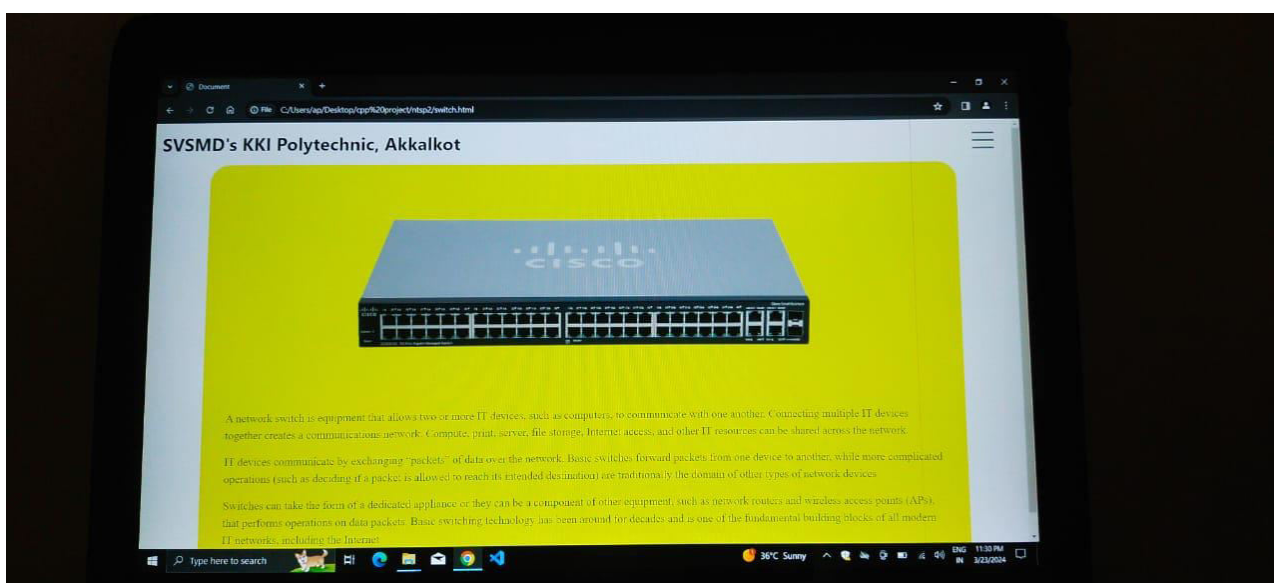 Document
File C:/Users/ap/Desktop/cpp%20project/ntsp2/switch.html
SVSMD's KKI Polytechnic, Akkalkot
CISCO
A network switch is equipment that allows two or more IT devices, such as computers, to communicate with one another. Connecting multiple IT devices
together creates a communications network. Compute, print, server, file storage, Internet access, and other IT resources can be shared across the network.
IT devices communicate by exchanging "packets" of data over the network. Basic switches forward packets from one device to another, while more complicated
operations (such as deciding if a packet is allowed to reach its intended destination) are traditionally the domain of other types of network devices
Switches can take the form of a dedicated appliance or they can be a component of other equipment, such as network routers and wireless access points (APs),
that performs operations on data packets. Basic switching technology has been around for decades and is one of the fundamental building blocks of all modern
IT networks, including the Internet
Type here to search
36°C Sunny
ENG 11:30 PM
IN 3/23/2024